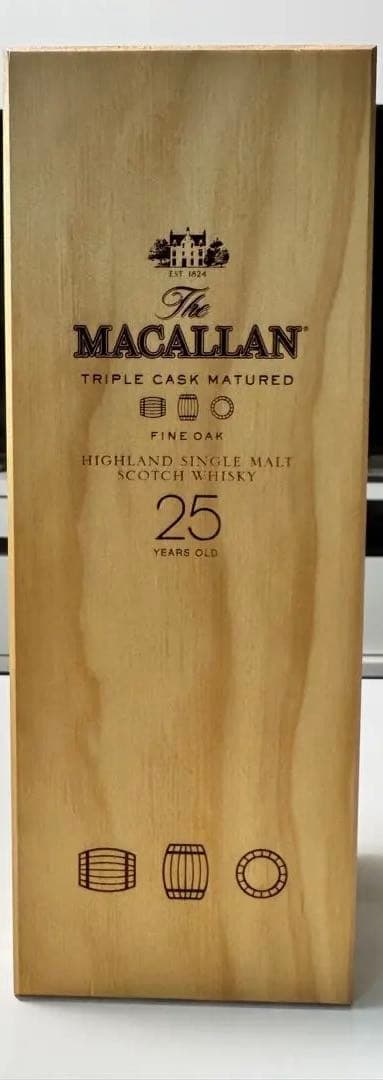 EST. 1824
The
MACALLAN®
TRIPLE CASK MATURED
FINE OAK
HIGHLAND SINGLE MALT
SCOTCH WHISKY
25
YEARS OLD